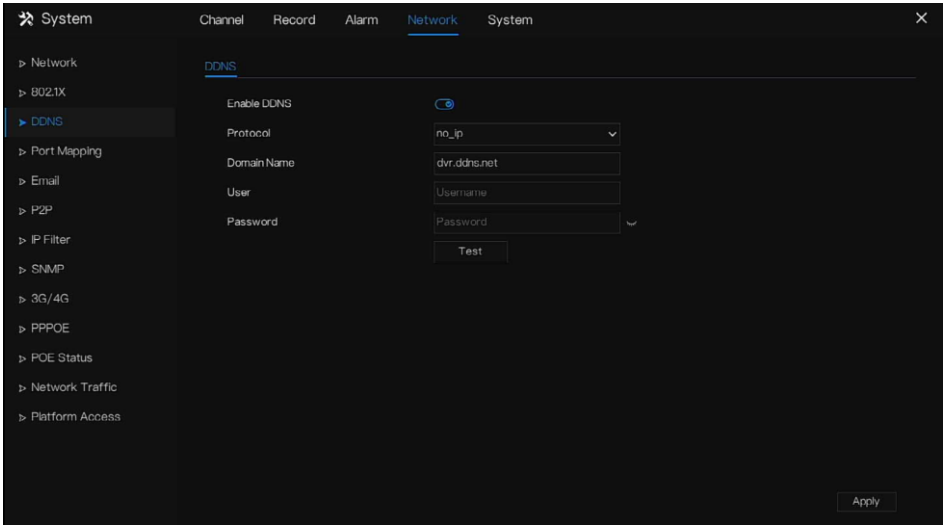 System Channel Record Alarm Network System
Network
802.1X
DDNS
Port Mapping
Email
P2P
IP Filter
SNMP
3G/4G
PPPOE
POE Status
Network Traffic
Platform Access
DDNS
Enable DDNS
Protocol no_ip
Domain Name dvr.ddns.net
User Username
Password Password
Test
Apply